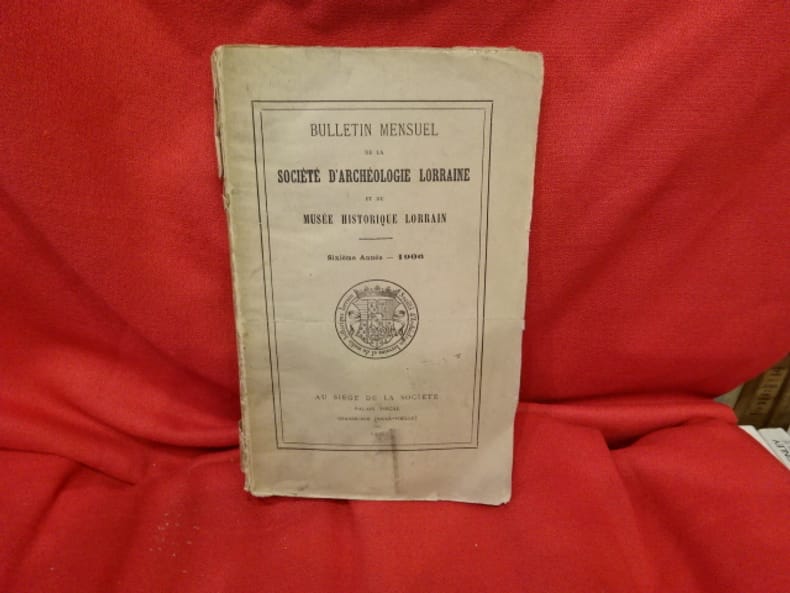 BULLETIN MENSUEL
DE LA
SOCIÉTÉ D'ARCHÉOLOGIE LORRAINE
ET DU
MUSÉE HISTORIQUE LORRAIN
Sixième Année — 1906
AU SIÈGE DE LA SOCIÉTÉ
PALAIS DUCAL